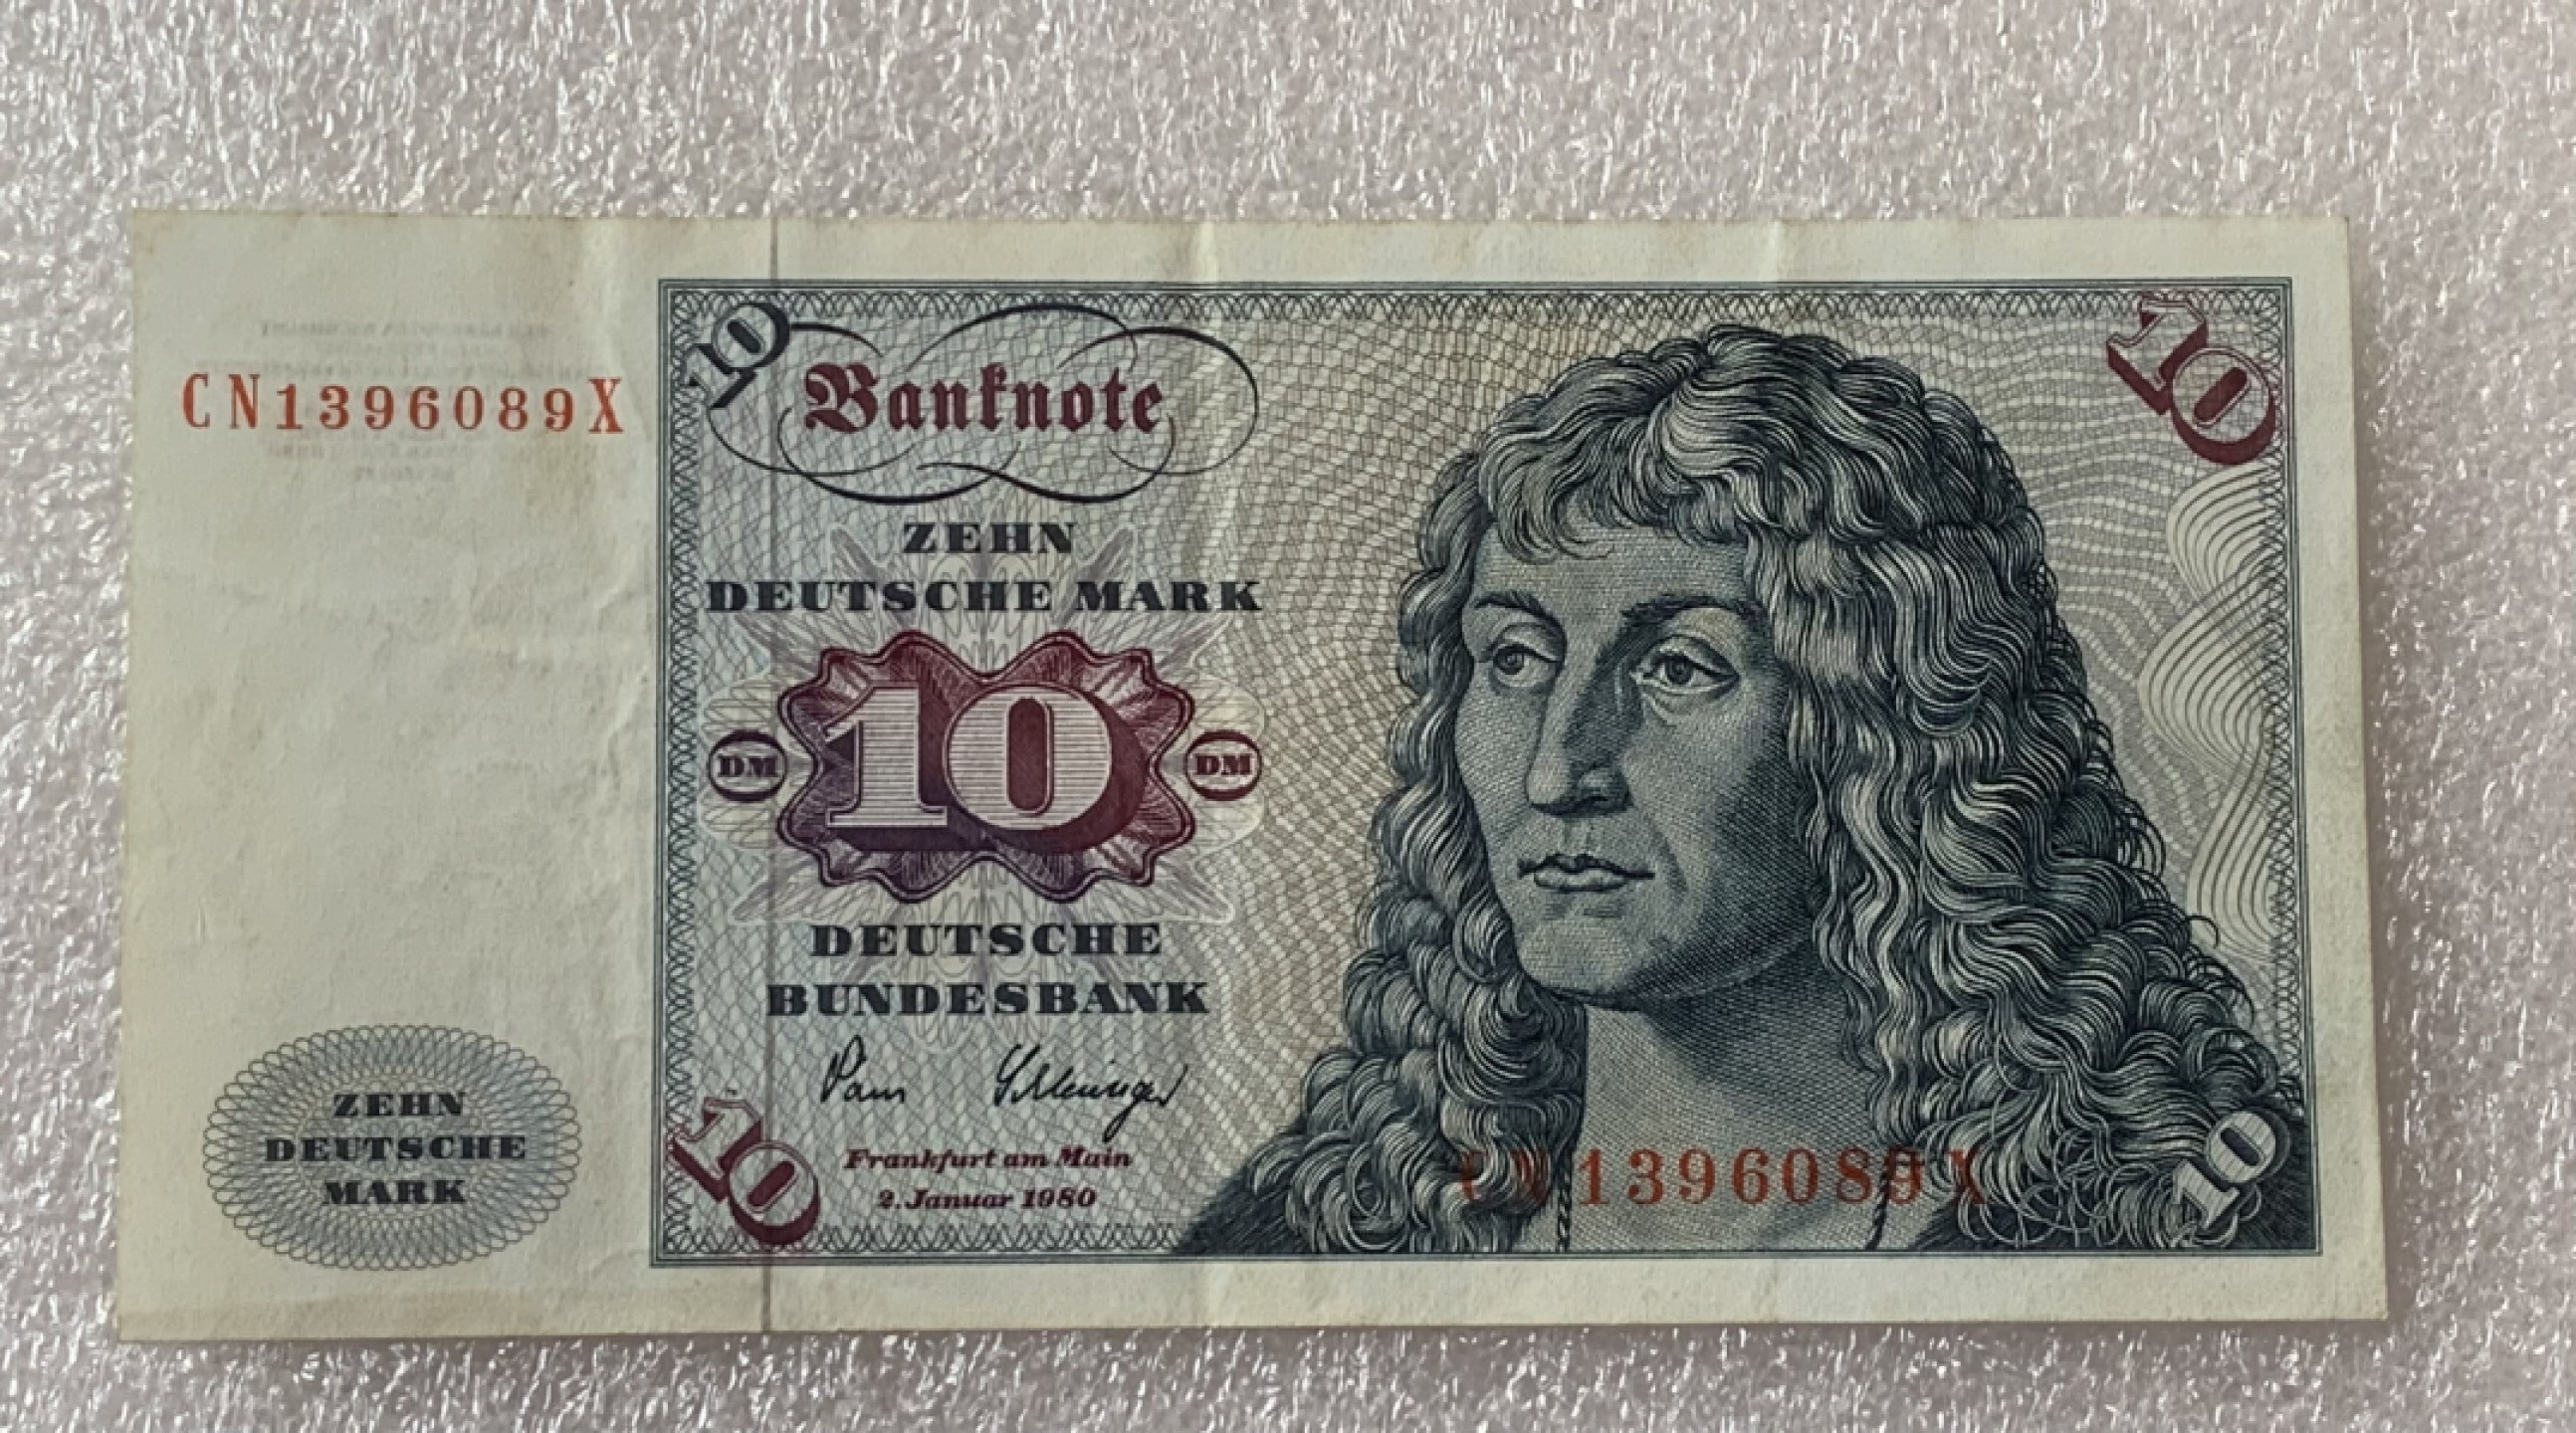 CN1396089X
10
Banknote
10
ZEHN
DEUTSCHE MARK
DM
10
DM
DEUTSCHE
BUNDESBANK
ZEHN
DEUTSCHE
MARK
10
Frankfurt am Main
2. Januar 1980
CN1396089X
10